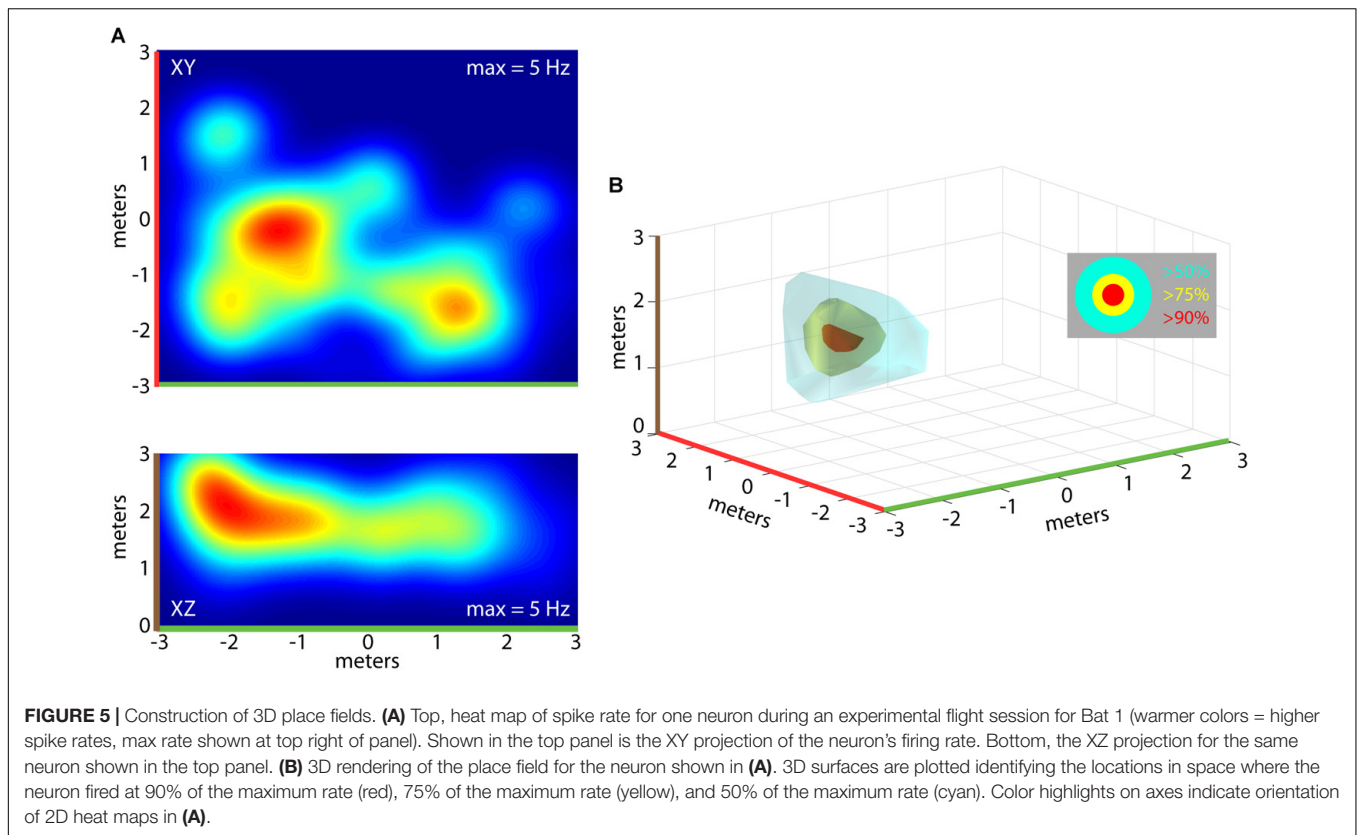 A
3
2
1
0
-1
-2
-3
meters
XY
max = 5 Hz
3
2
1
0
meters
XZ
max = 5 Hz
-3
-2
-1
0
1
2
3
meters
B
3
2
1
0
meters
3
2
1
0
-1
-2
-3
meters
-3
-2
-1
0
1
2
3
meters
>50%
>75%
>90%
FIGURE 5 | Construction of 3D place fields. (A) Top, heat map of spike rate for one neuron during an experimental flight session for Bat 1 (warmer colors = higher
spike rates, max rate shown at top right of panel). Shown in the top panel is the XY projection of the neuron's firing rate. Bottom, the XZ projection for the same
neuron shown in the top panel. (B) 3D rendering of the place field for the neuron shown in (A). 3D surfaces are plotted identifying the locations in space where the
neuron fired at 90% of the maximum rate (red), 75% of the maximum rate (yellow), and 50% of the maximum rate (cyan). Color highlights on axes indicate orientation
of 2D heat maps in (A).